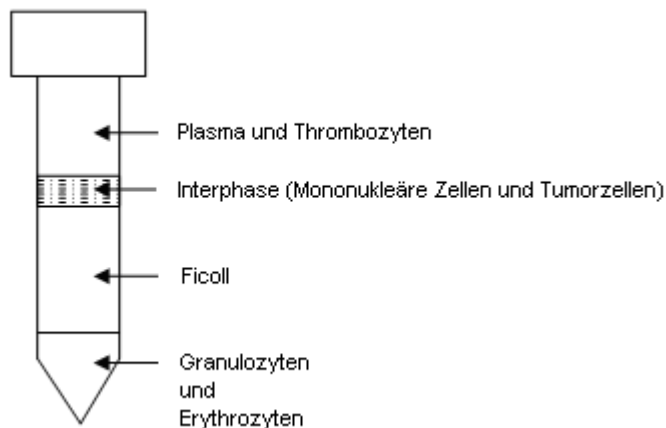 Plasma und Thrombozyten
Interphase (Mononukleäre Zellen und Tumorzellen)
Ficoll
Granulozyten
und
Erythrozyten